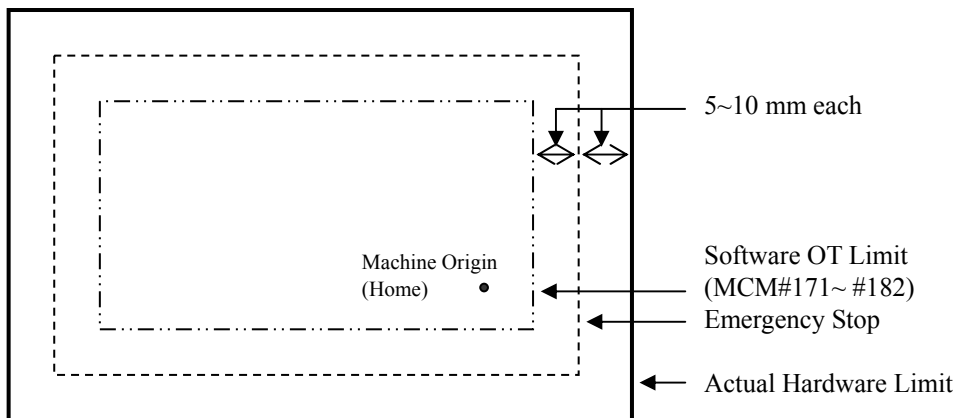 5~10 mm each
Machine Origin
(Home)
Software OT Limit
(MCM#171~ #182)
Emergency Stop
Actual Hardware Limit